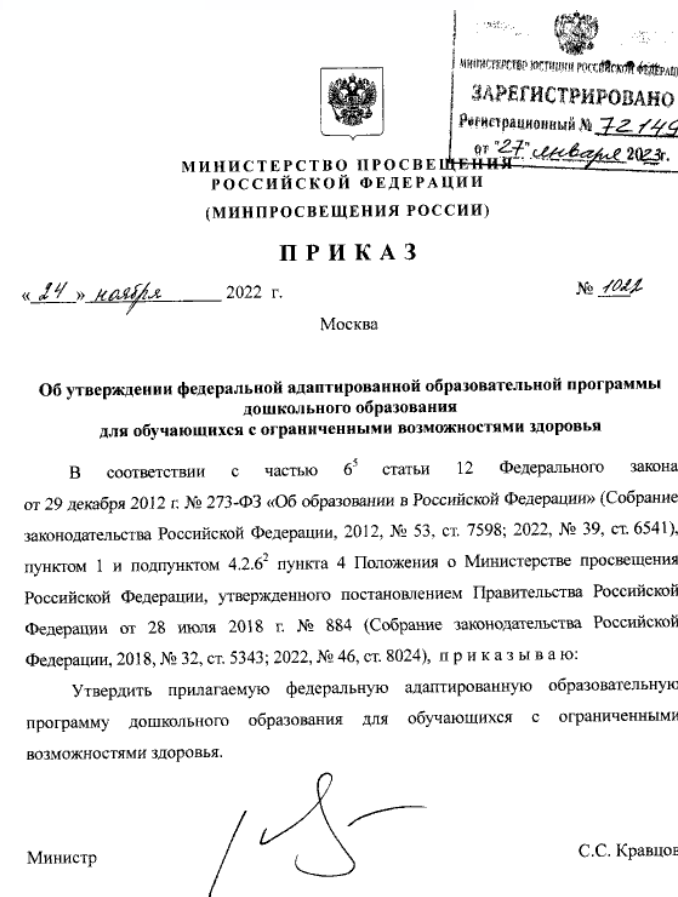 МИНИСТЕРСТВО ЮСТИЦИИ РОССИЙСКОЙ ФЕДЕРАЦИ
ЗАРЕГИСТРИРОВАНО
Регистрационный № 72149
от "27" января 2023г.
МИНИСТЕРСТВО ПРОСВЕЩЕНИЯ
РОССИЙСКОЙ ФЕДЕРАЦИИ
(МИНПРОСВЕЩЕНИЯ РОССИИ)
ПРИКАЗ
«24» ноября 2022 г.
№ 1022
Москва
Об утверждении федеральной адаптированной образовательной программы
дошкольного образования
для обучающихся с ограниченными возможностями здоровья
В соответствии с частью 6⁵ статьи 12 Федерального закона
от 29 декабря 2012 г. № 273-ФЗ «Об образовании в Российской Федерации» (Собрание
законодательства Российской Федерации, 2012, № 53, ст. 7598; 2022, № 39, ст. 6541),
пунктом 1 и подпунктом 4.2.6² пункта 4 Положения о Министерстве просвещения
Российской Федерации, утвержденного постановлением Правительства Российской
Федерации от 28 июля 2018 г. № 884 (Собрание законодательства Российской
Федерации, 2018, № 32, ст. 5343; 2022, № 46, ст. 8024), п р и к а з ы в а ю:
Утвердить прилагаемую федеральную адаптированную образовательную
программу дошкольного образования для обучающихся с ограниченными
возможностями здоровья.
Министр
С.С. Кравцов